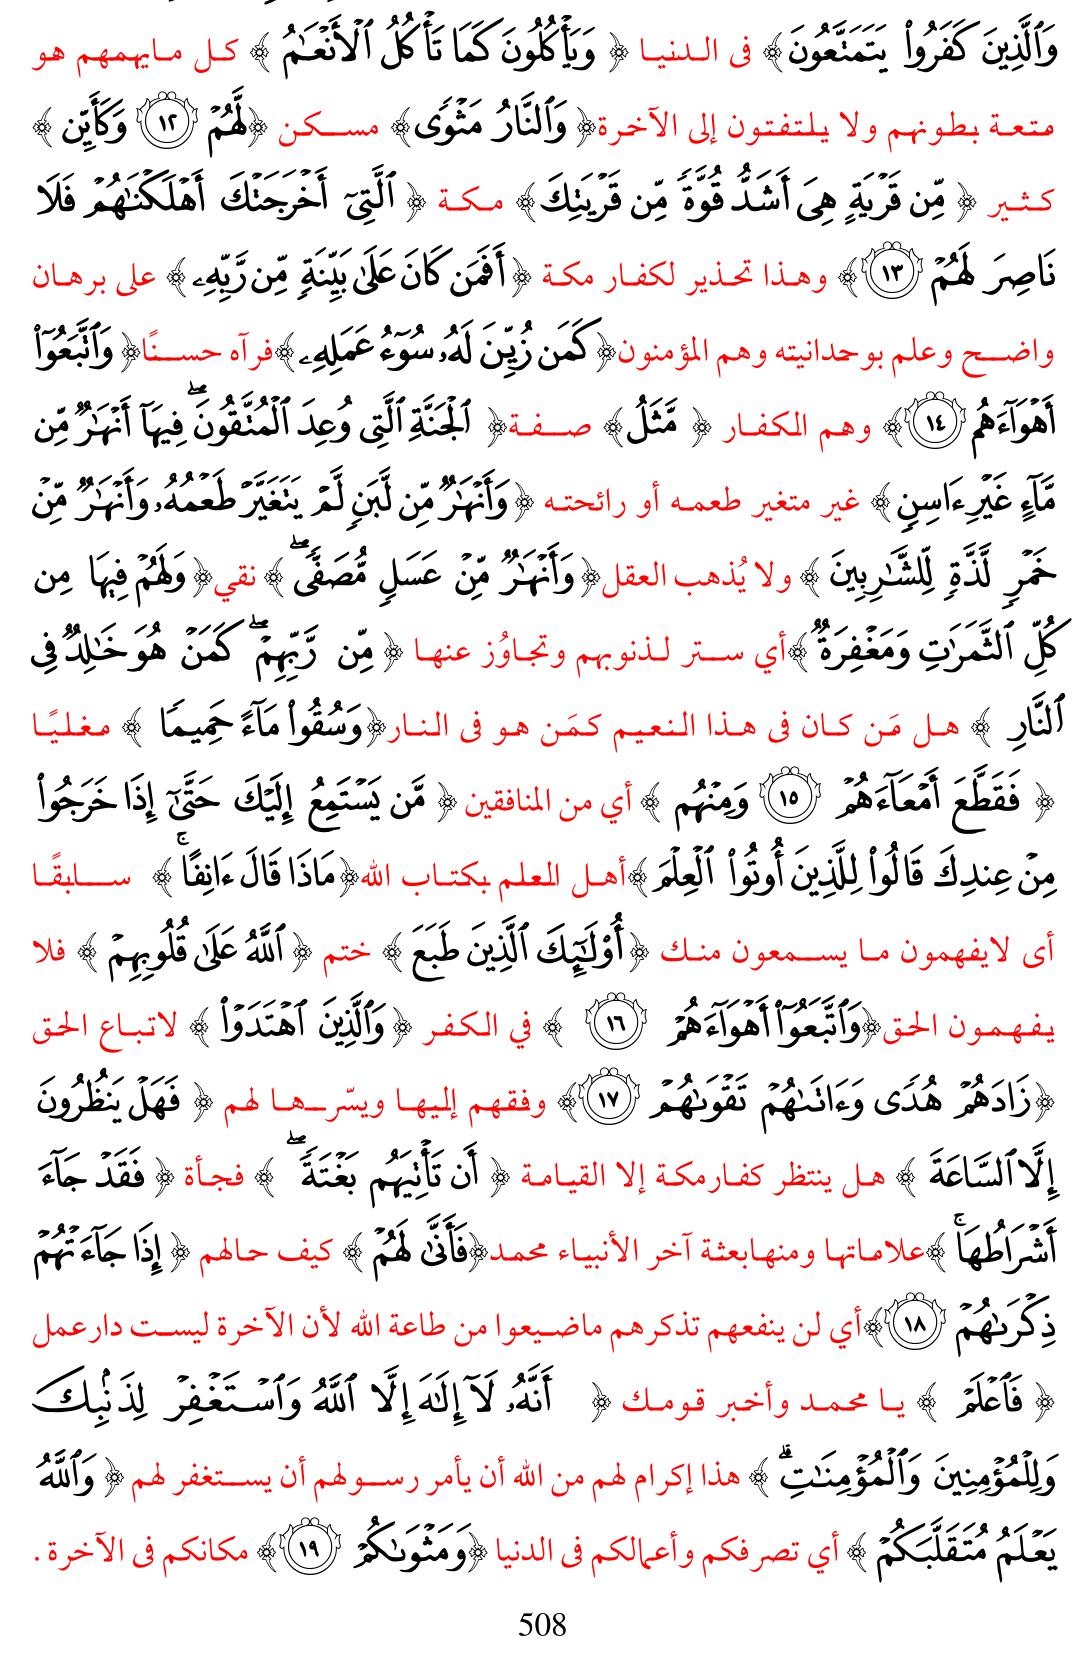 وَٱلَّذِينَ كَفَرُوا۟ يَتَمَتَّعُونَ﴾ فى الدنيا ﴿ وَيَأْكُلُونَ كَمَا تَأْكُلُ ٱلْأَنْعَـٰمُ ﴾ كل مايهمهم هو
متعة بطونهم ولا يلتفتون إلى الآخرة﴿ وَٱلنَّارُ مَثْوًى﴾ مسكن ﴿لَّهُمْ ١٢ وَكَأَيِّن ﴾
كثير ﴿ مِّن قَرْيَةٍ هِىَ أَشَدُّ قُوَّةً مِّن قَرْيَتِكَ﴾ مكة ﴿ ٱلَّتِىٓ أَخْرَجَتْكَ أَهْلَكْنَـٰهُمْ فَلَا
نَاصِرَ لَهُمْ ١٣﴾ وهذا تحذير لكفار مكة ﴿أَفَمَن كَانَ عَلَىٰ بَيِّنَةٍ مِّن رَّبِّهِۦ﴾ على برهان
واضح وعلم بوحدانيته وهم المؤمنون﴿كَمَن زُيِّنَ لَهُۥ سُوٓءُ عَمَلِهِۦ﴾فرآه حسنًا﴿ وَٱتَّبَعُوٓا۟
أَهْوَآءَهُم ١٤﴾ وهم الكفار ﴿ مَّثَلُ﴾ صفة﴿ ٱلْجَنَّةِ ٱلَّتِى وُعِدَ ٱلْمُتَّقُونَ ۖ فِيهَآ أَنْهَـٰرٌ مِّن
مَّآءٍ غَيْرِ ءَاسِنٍ﴾ غير متغير طعمه أو رائحته ﴿وَأَنْهَـٰرٌ مِّن لَّبَنٍ لَّمْ يَتَغَيَّرْ طَعْمُهُۥ وَأَنْهَـٰرٌ مِّنْ
خَمْرٍ لَّذَّةٍ لِّلشَّـٰرِبِينَ ﴾ ولا يُذهب العقل﴿وَأَنْهَـٰرٌ مِّنْ عَسَلٍ مُّصَفًّى ۖ﴾ نقي﴿وَلَهُمْ فِيهَا مِن
كُلِّ ٱلثَّمَرَٰتِ وَمَغْفِرَةٌ﴾أي ستر لذنوبهم وتجاوُز عنها ﴿ مِّن رَّبِّهِمْ ۖ كَمَنْ هُوَ خَـٰلِدٌ فِى
ٱلنَّارِ ﴾ هل مَن كان فى هذا النعيم كمَن هو فى النار﴿وَسُقُوا۟ مَآءً حَمِيمًا ﴾ مغليًا
﴿ فَقَطَّعَ أَمْعَآءَهُمْ ١٥ وَمِنْهُم ﴾ أي من المنافقين ﴿ مَّن يَسْتَمِعُ إِلَيْكَ حَتَّىٰٓ إِذَا خَرَجُوا۟
مِنْ عِندِكَ قَالُوا۟ لِلَّذِينَ أُوتُوا۟ ٱلْعِلْمَ﴾أهل العلم بكتاب الله﴿مَاذَا قَالَ ءَانِفًا ۚ﴾ سابقًا
أى لايفهمون ما يسمعون منك ﴿أُو۟لَـٰٓئِكَ ٱلَّذِينَ طَبَعَ ﴾ ختم ﴿ ٱللَّهُ عَلَىٰ قُلُوبِهِمْ ﴾ فلا
يفهمون الحق﴿وَٱتَّبَعُوٓا۟ أَهْوَآءَهُمْ ١٦ ﴾ في الكفر ﴿ وَٱلَّذِينَ ٱهْتَدَوْا۟ ﴾ لاتباع الحق
﴿زَادَهُمْ هُدًى وَءَاتَىٰهُمْ تَقْوَىٰهُمْ ١٧﴾ وفقهم إليها ويسّرها لهم ﴿ فَهَلْ يَنظُرُونَ
إِلَّا ٱلسَّاعَةَ ﴾ هل ينتظر كفارمكة إلا القيامة ﴿ أَن تَأْتِيَهُم بَغْتَةً ۖ ﴾ فجأة ﴿ فَقَدْ جَآءَ
أَشْرَاطُهَا ۚ﴾علاماتها ومنهابعثة آخر الأنبياء محمد﴿فَأَنَّىٰ لَهُمْ ﴾ كيف حالهم ﴿ إِذَا جَآءَتْهُمْ
ذِكْرَىٰهُمْ ١٨﴾أي لن ينفعهم تذكرهم ماضيعوا من طاعة الله لأن الآخرة ليست دارعمل
﴿ فَٱعْلَمْ ﴾ يا محمد وأخبر قومك ﴿ أَنَّهُۥ لَآ إِلَـٰهَ إِلَّا ٱللَّهُ وَٱسْتَغْفِرْ لِذَنۢبِكَ
وَلِلْمُؤْمِنِينَ وَٱلْمُؤْمِنَـٰتِ ۗ﴾ هذا إكرام لهم من الله أن يأمر رسولهم أن يستغفر لهم ﴿ وَٱللَّهُ
يَعْلَمُ مُتَقَلَّبَكُمْ ﴾ أي تصرفكم وأعمالكم فى الدنيا ﴿وَمَثْوَىٰكُمْ ١٩﴾ مكانكم فى الآخرة .
508